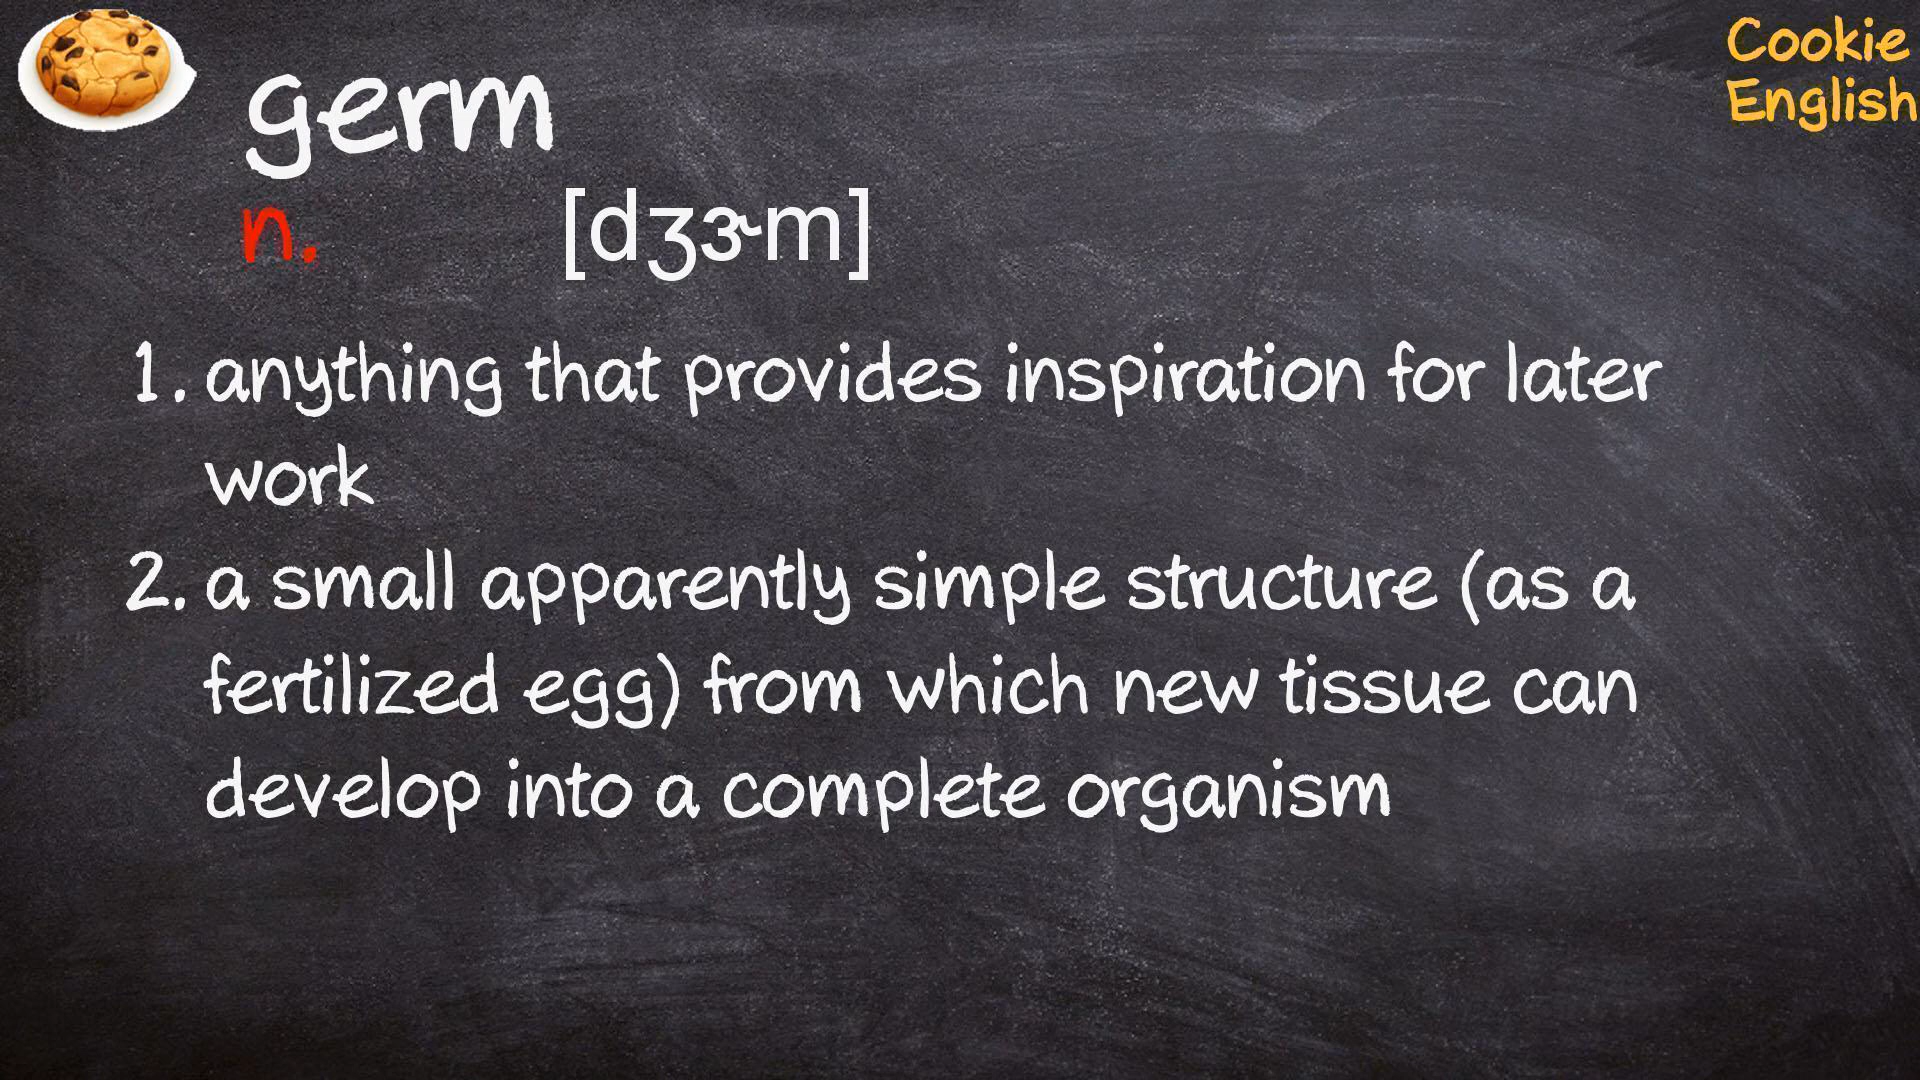 Cookie
English
germ
n. [dʒɝm]
1. anything that provides inspiration for later
work
2. a small apparently simple structure (as a
fertilized egg) from which new tissue can
develop into a complete organism